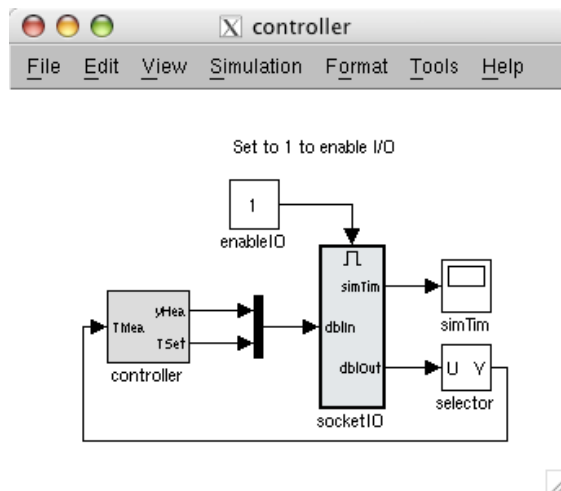 X controller
File Edit View Simulation Format Tools Help
Set to 1 to enable I/O
1
enableIO
simTim
simTim
yHea
TMea
TSet
controller
dblIn
dblOut
socketIO
U Y
selector